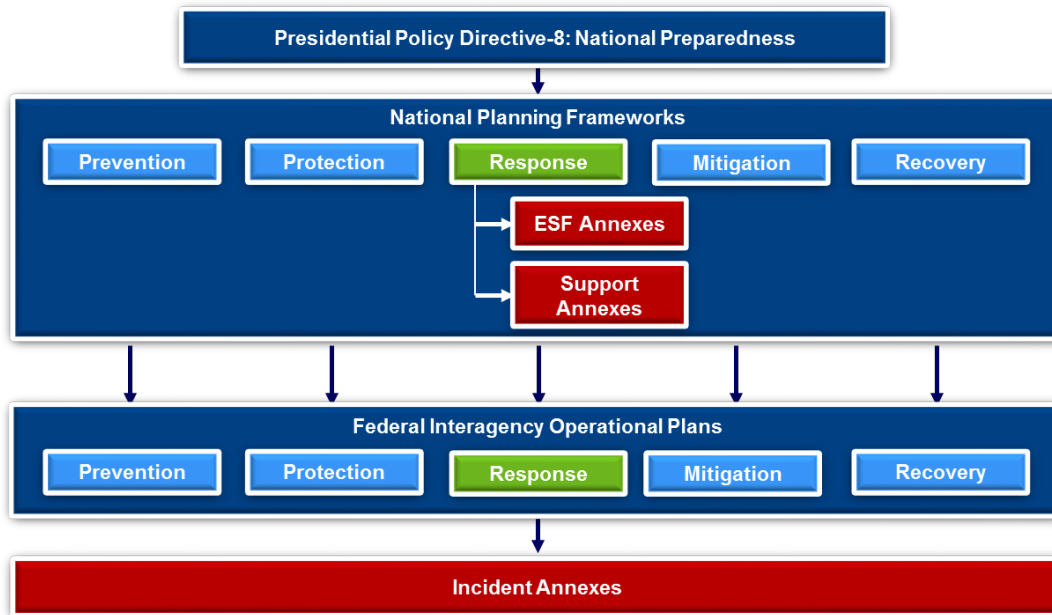 Presidential Policy Directive-8: National Preparedness
National Planning Frameworks
Prevention
Protection
Response
Mitigation
Recovery
ESF Annexes
Support
Annexes
Federal Interagency Operational Plans
Prevention
Protection
Response
Mitigation
Recovery
Incident Annexes